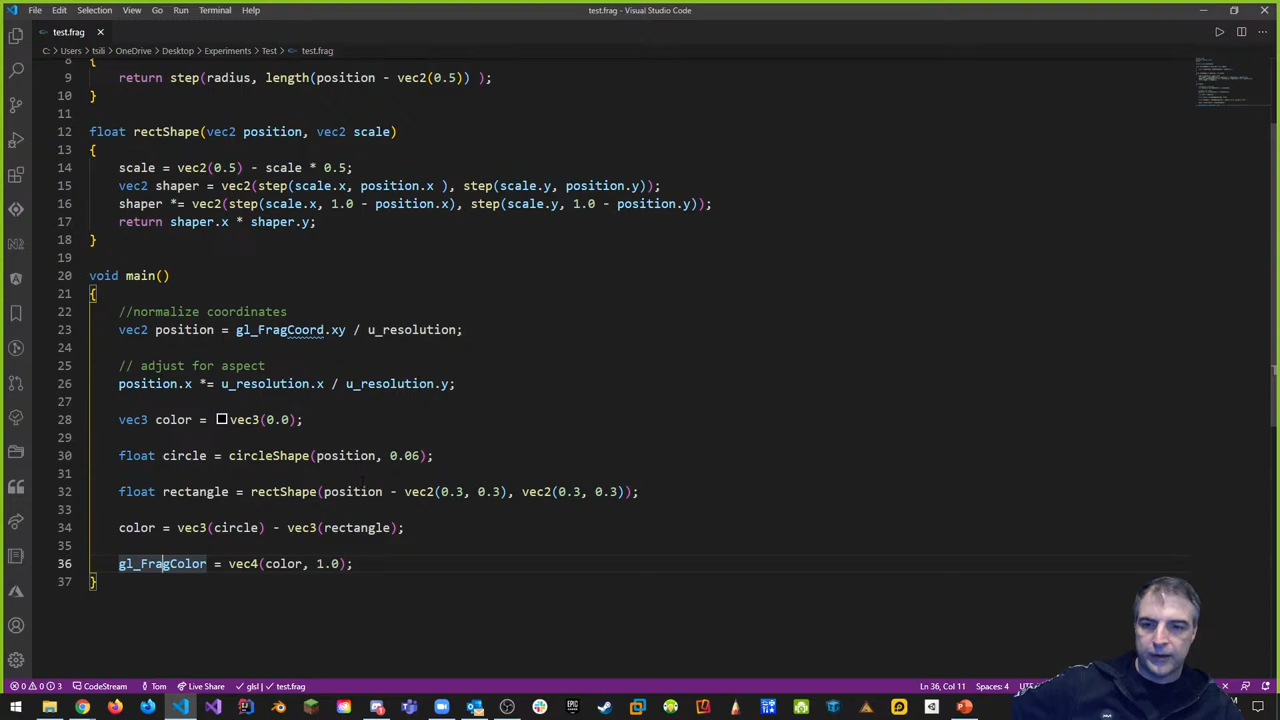 File Edit Selection View Go Run Terminal Help
test.frag - Visual Studio Code
test.frag
C: > Users > tsili > OneDrive > Desktop > Experiments > Test > test.frag
8 {
9 return step(radius, length(position - vec2(0.5)) );
10 }
11
12 float rectShape(vec2 position, vec2 scale)
13 {
14 scale = vec2(0.5) - scale * 0.5;
15 vec2 shaper = vec2(step(scale.x, position.x ), step(scale.y, position.y));
16 shaper *= vec2(step(scale.x, 1.0 - position.x), step(scale.y, 1.0 - position.y));
17 return shaper.x * shaper.y;
18 }
19
20 void main()
21 {
22 //normalize coordinates
23 vec2 position = gl_FragCoord.xy / u_resolution;
24
25 // adjust for aspect
26 position.x *= u_resolution.x / u_resolution.y;
27
28 vec3 color = vec3(0.0);
29
30 float circle = circleShape(position, 0.06);
31
32 float rectangle = rectShape(position - vec2(0.3, 0.3), vec2(0.3, 0.3));
33
34 color = vec3(circle) - vec3(rectangle);
35
36 gl_FragColor = vec4(color, 1.0);
37 }
0 0 3 CodeStream Tom Live Share glsl | test.frag Ln 36, Col 11 Spaces: 4